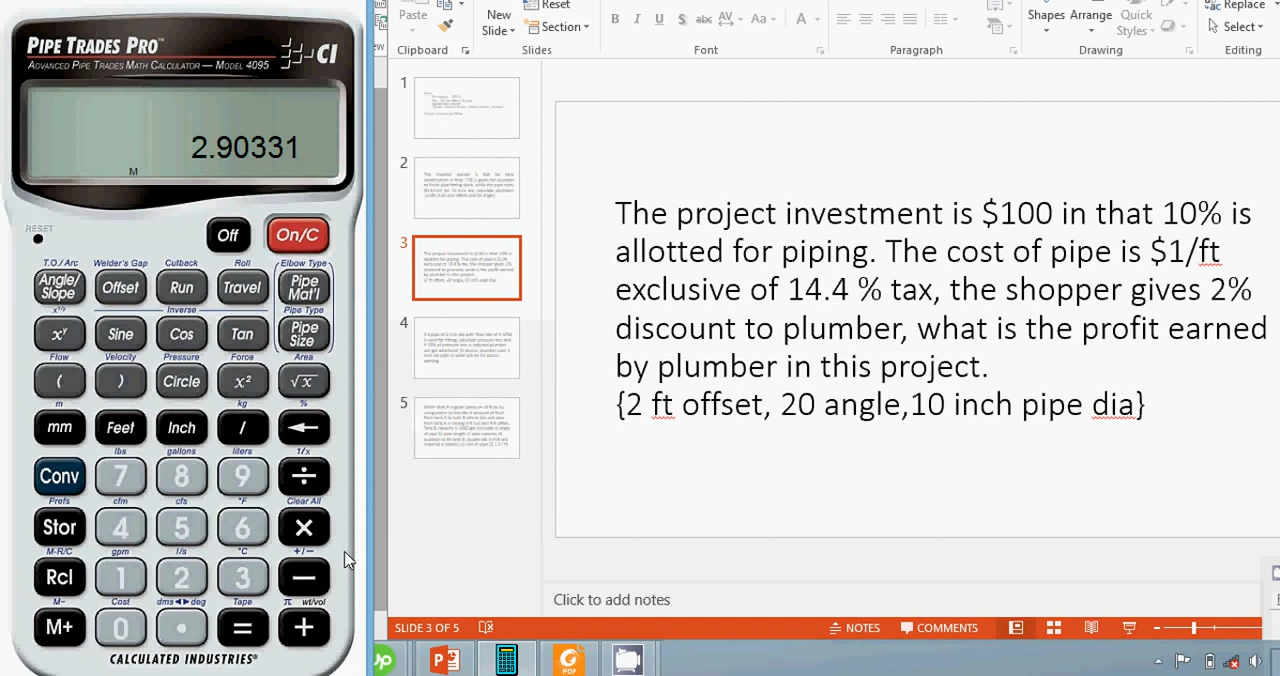 PIPE TRADES PRO™
ADVANCED PIPE TRADES MATH CALCULATOR — MODEL 4095
CI
2.90331
M
RESET
Off
On/C
T.O./Arc Welder's Gap Cutback Roll Elbow Type
Angle/Slope Offset Run Travel Pipe Mat'l
x¹/ʸ Inverse Pipe Type
xʸ Sine Cos Tan Pipe Size
Flow Velocity Pressure Force Area
( ) Circle x² √x
m kg %
mm Feet Inch / ←
lbs gallons liters 1/x
Conv 7 8 9 ÷
Prefs cfm cfs °F Clear All
Stor 4 5 6 ×
M-R/C gpm l/s °C +/−
Rcl 1 2 3 −
M− Cost dms◄►deg Tape π wt/vol
M+ 0 . = +
CALCULATED INDUSTRIES®
Paste
New
Slide
Reset
Section
B I U S abc AV Aa A
Shapes Arrange Quick
Styles
Replace
Select
Clipboard Slides Font Paragraph Drawing Editing
1
2
3
4
5
The project investment is $100 in that 10% is
allotted for piping. The cost of pipe is $1/ft
exclusive of 14.4 % tax, the shopper gives 2%
discount to plumber, what is the profit earned
by plumber in this project.
{2 ft offset, 20 angle,10 inch pipe dia}
Click to add notes
SLIDE 3 OF 5 NOTES COMMENTS
up
PDF